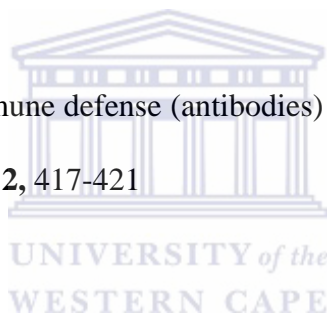 mune defense (antibodies)
2, 417-421
UNIVERSITY of the
WESTERN CAPE